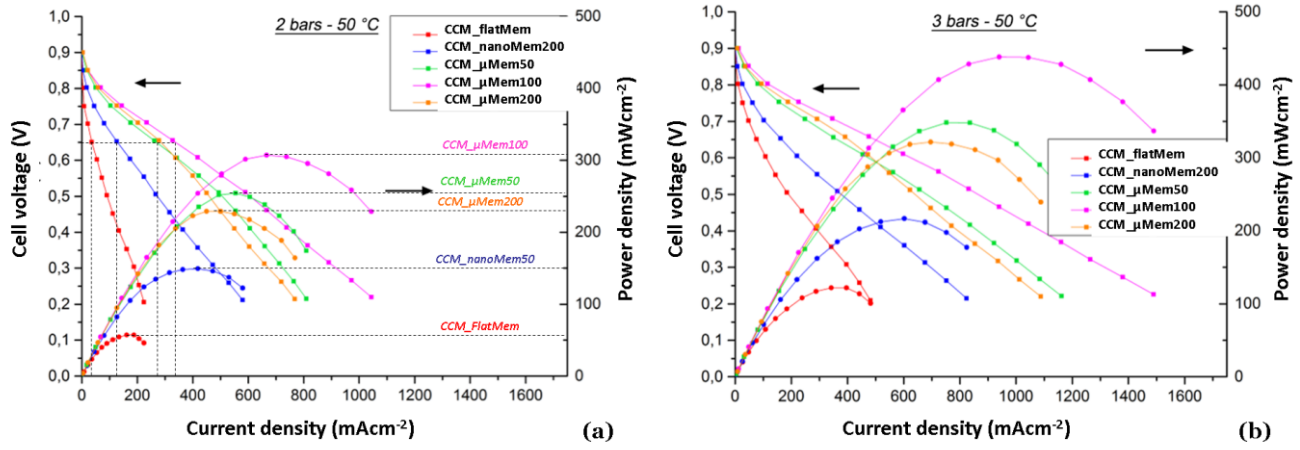 2 bars - 50 °C
CCM_flatMem
CCM_nanoMem200
CCM_µMem50
CCM_µMem100
CCM_µMem200
Cell voltage (V)
1,0
0,9
0,8
0,7
0,6
0,5
0,4
0,3
0,2
0,1
0,0
CCM_µMem100
CCM_µMem50
CCM_µMem200
CCM_nanoMem50
CCM_FlatMem
500
400
300
200
100
0
Power density (mWcm-2)
0 200 400 600 800 1000 1200 1400 1600
Current density (mAcm-2)
(a)
3 bars - 50 °C
Cell voltage (V)
1,0
0,9
0,8
0,7
0,6
0,5
0,4
0,3
0,2
0,1
0,0
CCM_flatMem
CCM_nanoMem200
CCM_µMem50
CCM_µMem100
CCM_µMem200
500
400
300
200
100
0
Power density (mWcm-2)
0 200 400 600 800 1000 1200 1400 1600
Current density (mAcm-2)
(b)